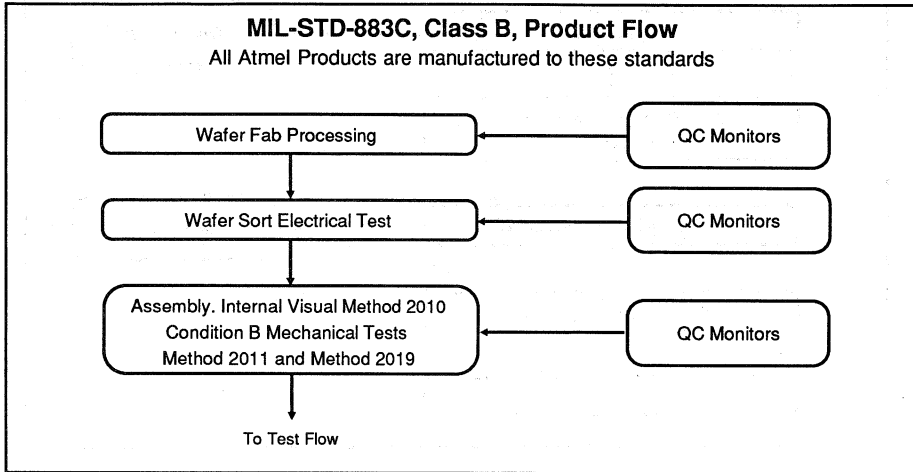 MIL-STD-883C, Class B, Product Flow
All Atmel Products are manufactured to these standards
Wafer Fab Processing
QC Monitors
Wafer Sort Electrical Test
QC Monitors
Assembly. Internal Visual Method 2010
Condition B Mechanical Tests
Method 2011 and Method 2019
QC Monitors
To Test Flow